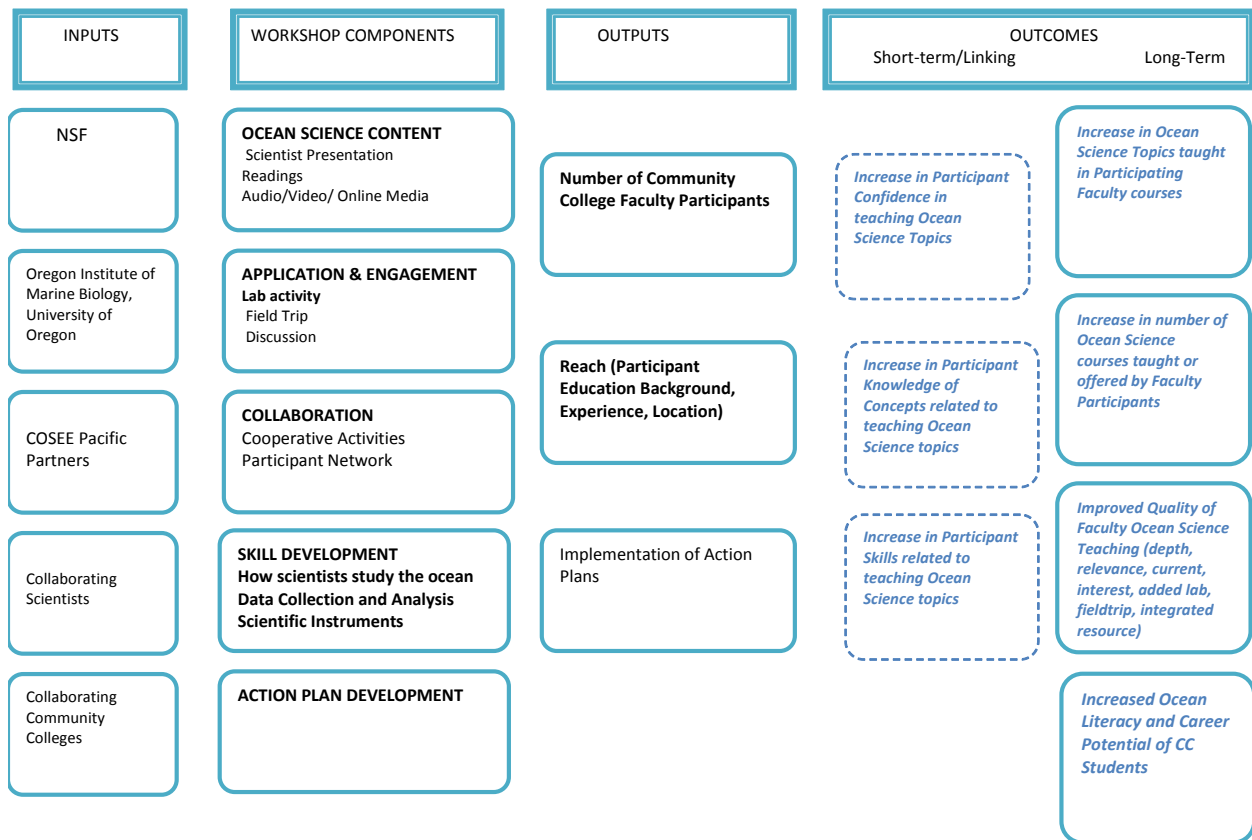 INPUTS
WORKSHOP COMPONENTS
OUTPUTS
OUTCOMES
Short-term/Linking Long-Term
NSF
Oregon Institute of
Marine Biology,
University of
Oregon
COSEE Pacific
Partners
Collaborating
Scientists
Collaborating
Community
Colleges
OCEAN SCIENCE CONTENT
Scientist Presentation
Readings
Audio/Video/ Online Media
APPLICATION & ENGAGEMENT
Lab activity
Field Trip
Discussion
COLLABORATION
Cooperative Activities
Participant Network
SKILL DEVELOPMENT
How scientists study the ocean
Data Collection and Analysis
Scientific Instruments
ACTION PLAN DEVELOPMENT
Number of Community
College Faculty Participants
Reach (Participant
Education Background,
Experience, Location)
Implementation of Action
Plans
Increase in Participant
Confidence in
teaching Ocean
Science Topics
Increase in Participant
Knowledge of
Concepts related to
teaching Ocean
Science topics
Increase in Participant
Skills related to
teaching Ocean
Science topics
Increase in Ocean
Science Topics taught
in Participating
Faculty courses
Increase in number of
Ocean Science
courses taught or
offered by Faculty
Participants
Improved Quality of
Faculty Ocean Science
Teaching (depth,
relevance, current,
interest, added lab,
fieldtrip, integrated
resource)
Increased Ocean
Literacy and Career
Potential of CC
Students